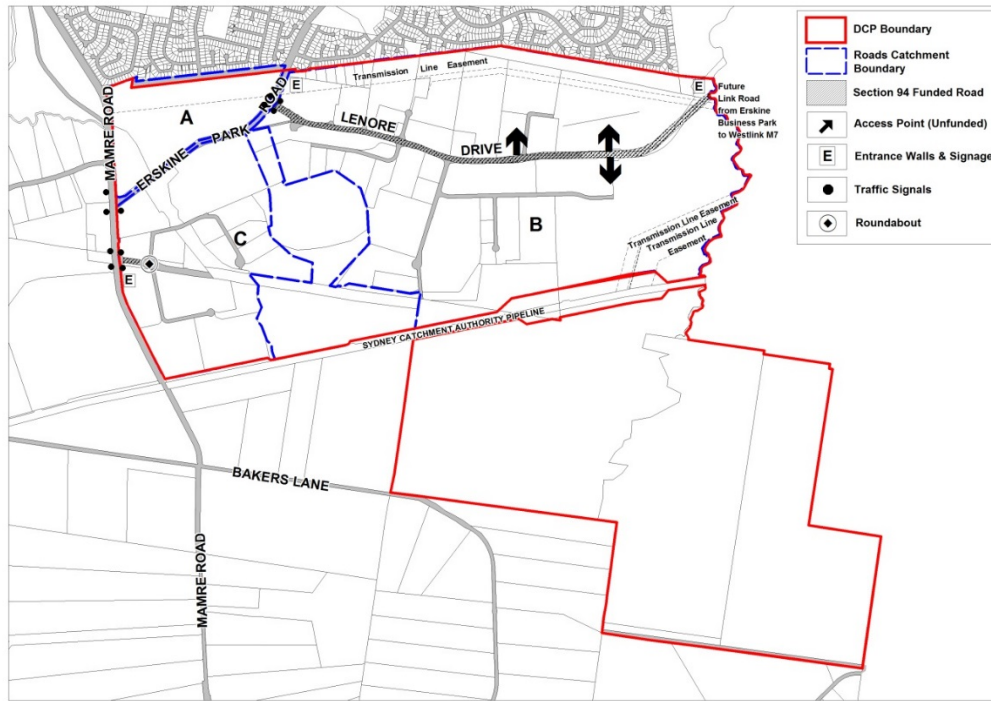 DCP Boundary
Roads Catchment
Boundary
Section 94 Funded Road
Access Point (Unfunded)
E
Entrance Walls & Signage
Traffic Signals
Roundabout
Transmission Line Easement
E
E
Future
Link Road
from Erskine
Business Park
to Westlink M7
MAMRE ROAD
A
ERSKINE PARK ROAD
LENORE DRIVE
B
C
E
Transmission Line Easement
Transmission Line
Easement
SYDNEY CATCHMENT AUTHORITY PIPELINE
BAKERS LANE
MAMRE ROAD